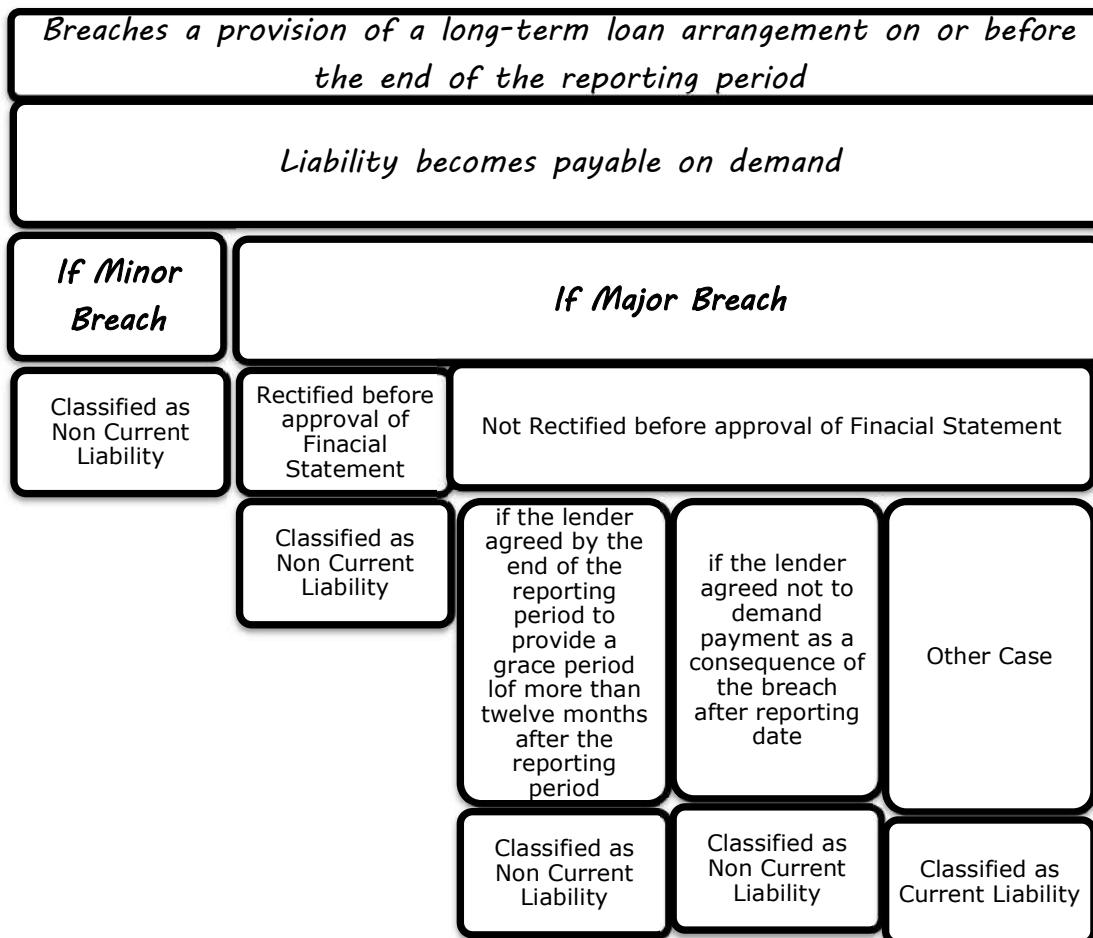 Breaches a provision of a long-term loan arrangement on or before
the end of the reporting period
Liability becomes payable on demand
If Minor
Breach
If Major Breach
Classified as
Non Current
Liability
Rectified before
approval of
Finacial
Statement
Not Rectified before approval of Finacial Statement
Classified as
Non Current
Liability
if the lender
agreed by the
end of the
reporting
period to
provide a
grace period
lof more than
twelve months
after the
reporting
period
if the lender
agreed not to
demand
payment as a
consequence of
the breach
after reporting
date
Other Case
Classified as
Non Current
Liability
Classified as
Non Current
Liability
Classified as
Current Liability